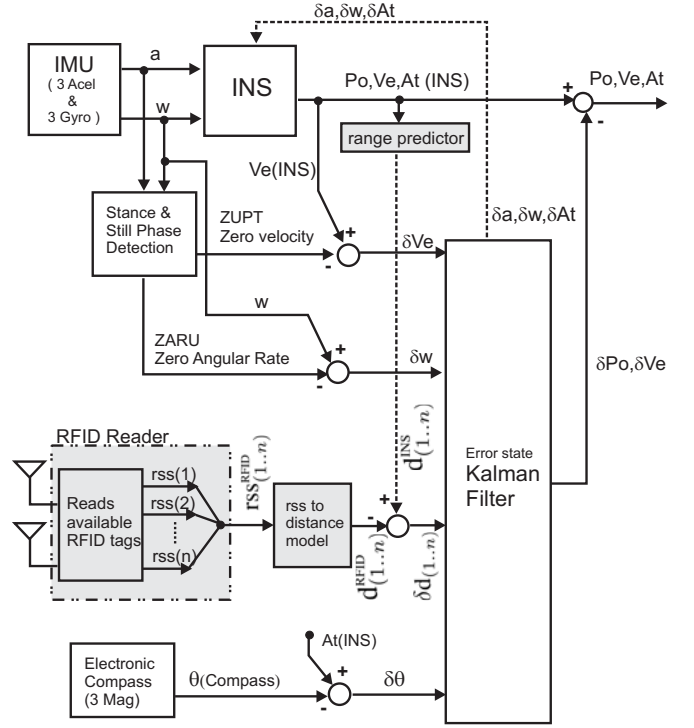 δa,δw,δAt
IMU
( 3 Acel
&
3 Gyro )
a
w
INS
Po,Ve,At (INS)
+
-
Po,Ve,At
range predictor
Ve(INS)
Stance &
Still Phase
Detection
ZUPT
Zero velocity
+
-
δVe
δa,δw,δAt
w
ZARU
Zero Angular Rate
+
-
δw
δPo,δVe
Error state
Kalman
Filter
RFID Reader
Reads
available
RFID tags
rss(1)
rss(2)
rss(n)
rss(1..n)RFID
rss to
distance
model
d(1..n)RFID
d(1..n)INS
+
-
δd(1..n)
Electronic
Compass
(3 Mag)
θ(Compass)
At(INS)
+
-
δθ